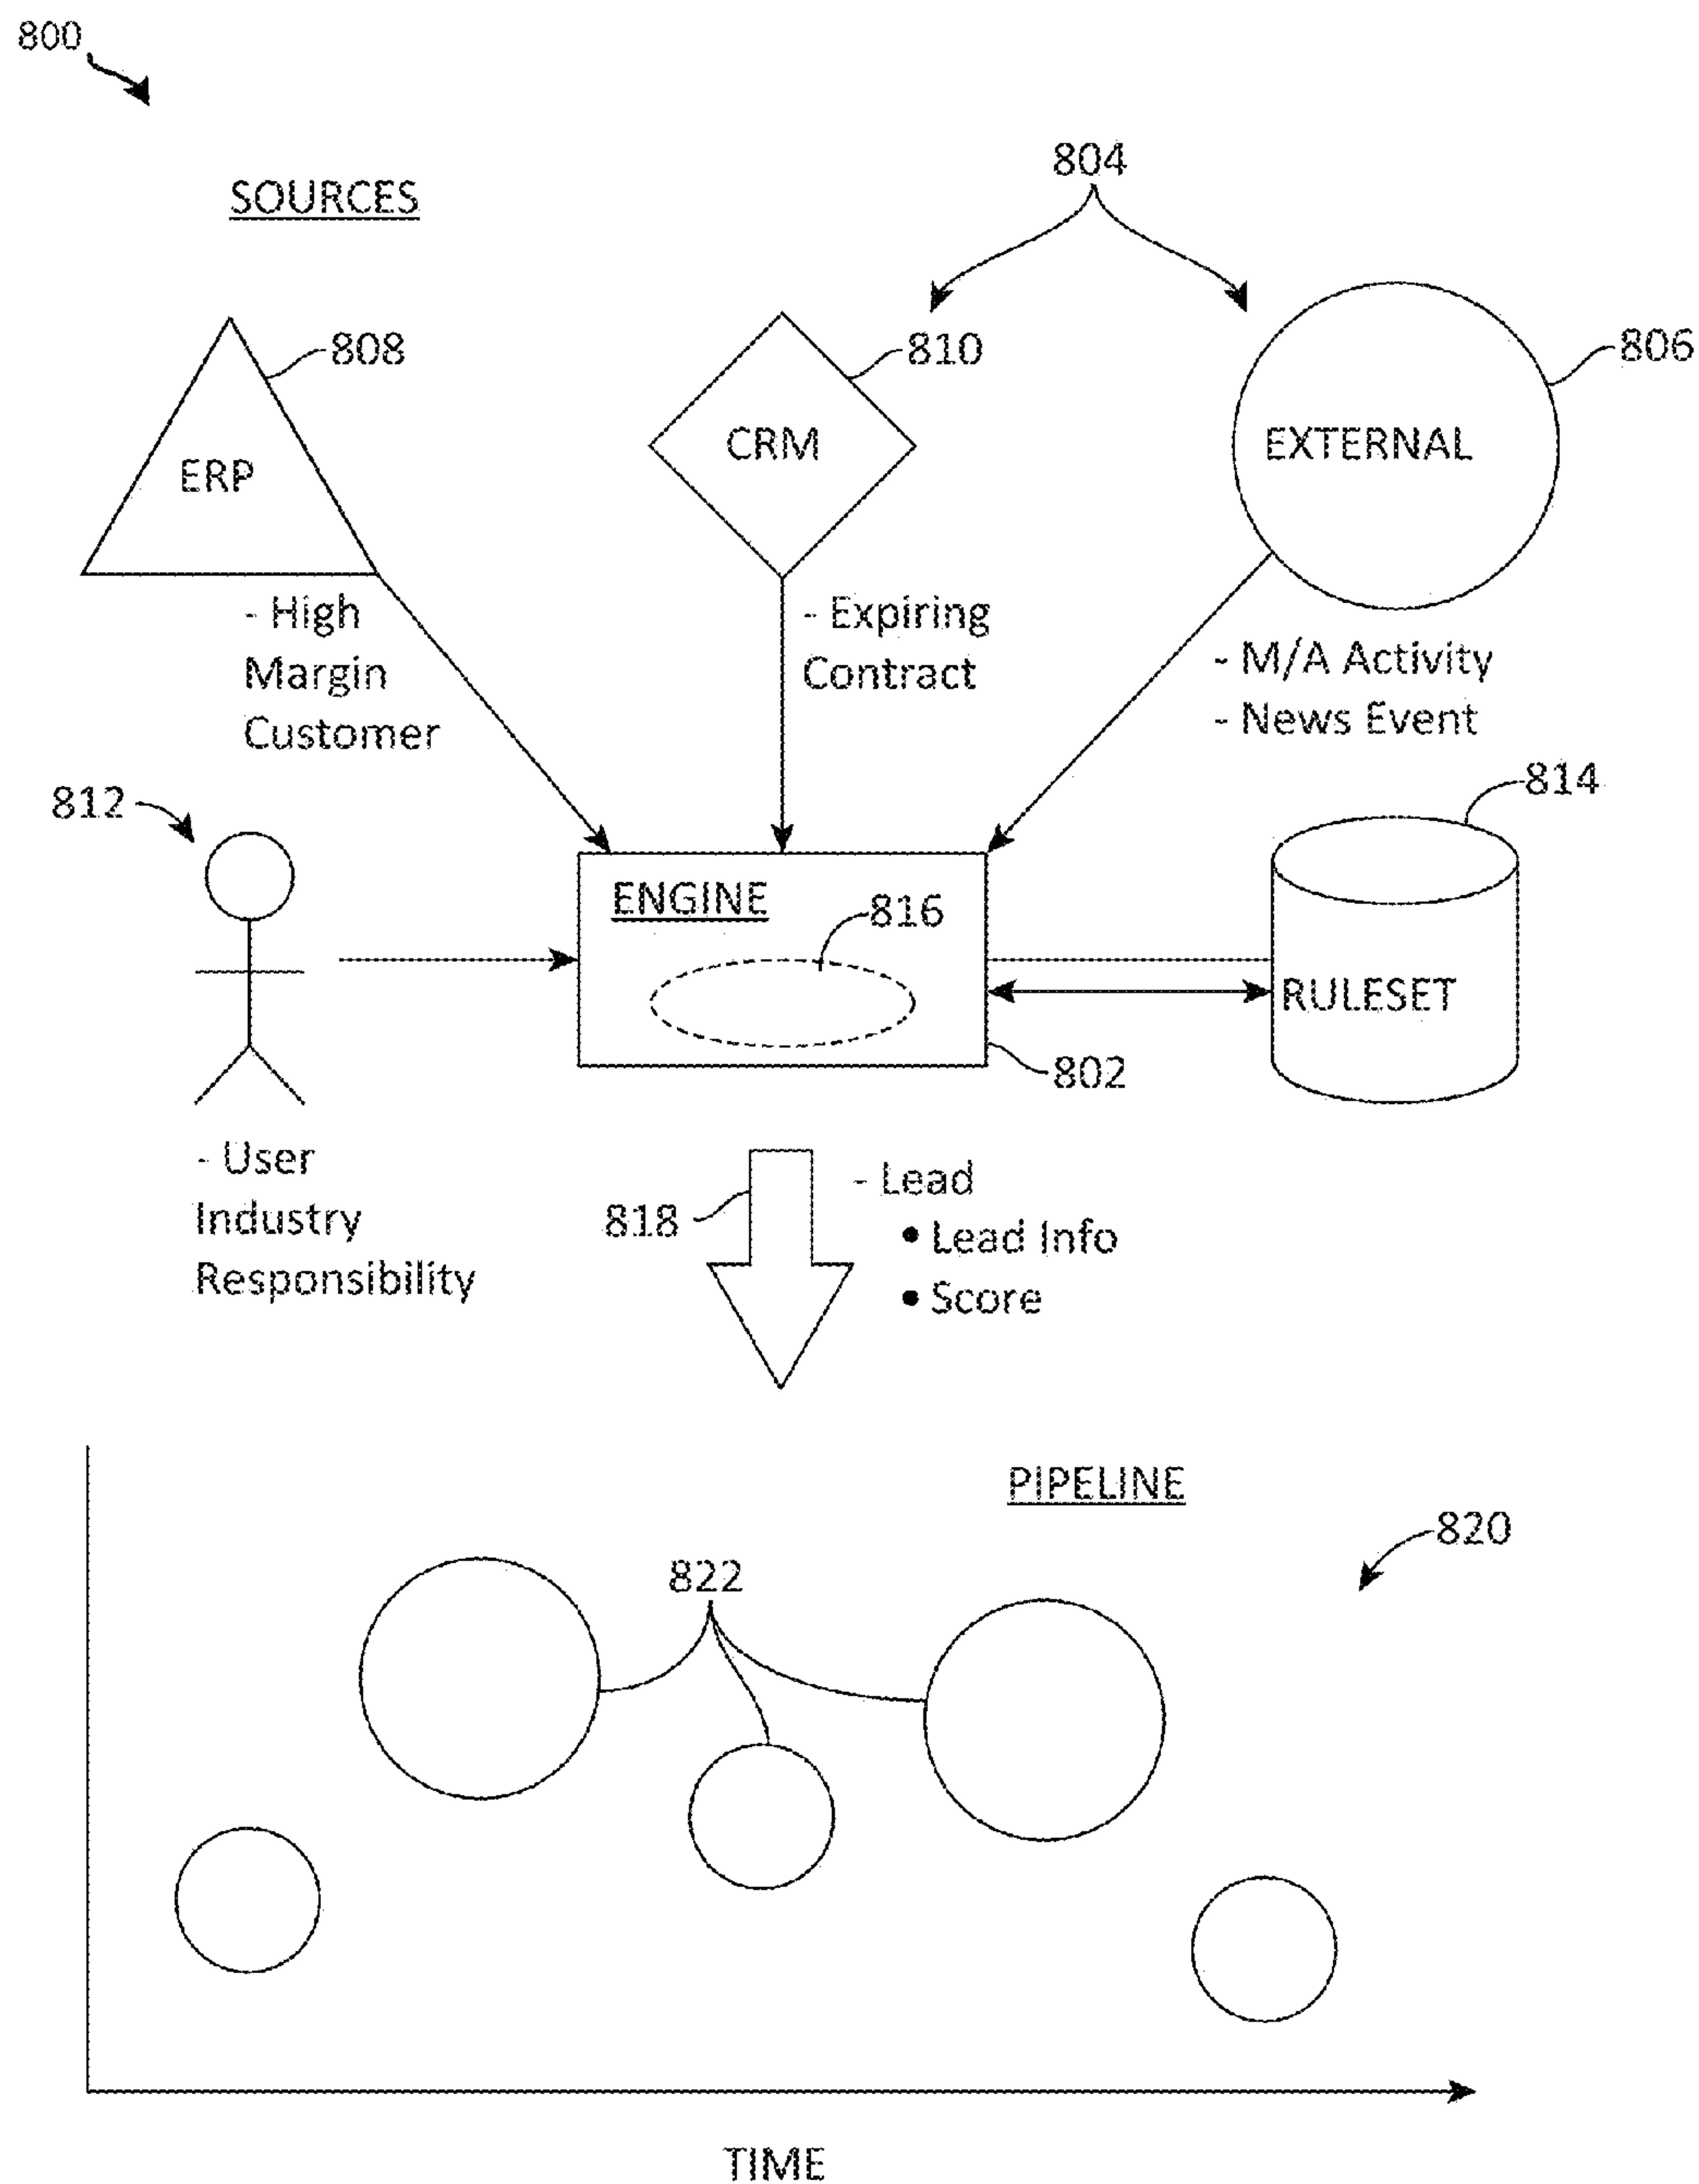 800
804
SOURCES
808
810
806
ERP
CRM
EXTERNAL
- High
Margin
Customer
- Expiring
Contract
- M/A Activity
- News Event
812
814
ENGINE
816
RULESET
802
- User
Industry
Responsibility
818
- Lead
• Lead Info
• Score
PIPELINE
820
822
TIME